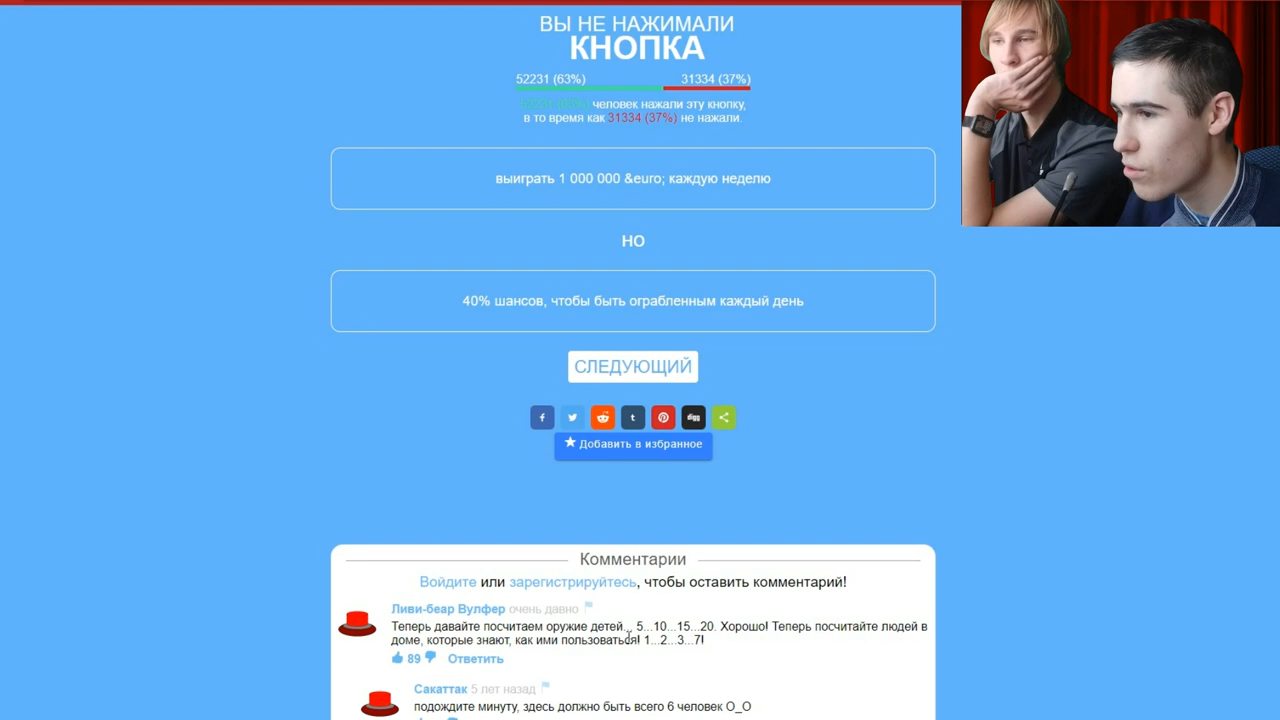 ВЫ НЕ НАЖИМАЛИ
КНОПКА
52231 (63%) 31334 (37%)
52231 (63%) человек нажали эту кнопку,
в то время как 31334 (37%) не нажали.
выиграть 1 000 000 &euro; каждую неделю
НО
40% шансов, чтобы быть ограбленным каждый день
СЛЕДУЮЩИЙ
f t digg
Добавить в избранное
Комментарии
Войдите или зарегистрируйтесь, чтобы оставить комментарий!
Ливи-беар Вулфер очень давно
Теперь давайте посчитаем оружие детей... 5...10...15...20. Хорошо! Теперь посчитайте людей в
доме, которые знают, как ими пользоваться! 1...2...3...7!
89 Ответить
Сакаттак 5 лет назад
подождите минуту, здесь должно быть всего 6 человек О_О